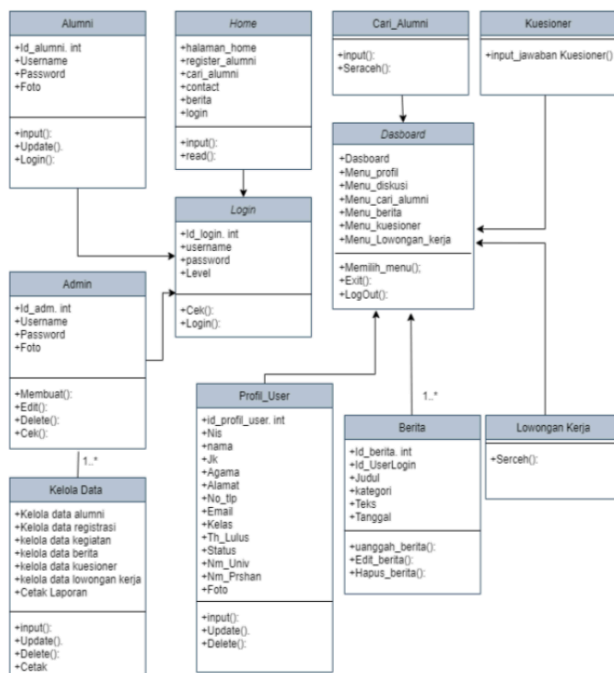 Alumni
+Id_alumni. int
+Username
+Password
+Foto
+input():
+Update().
+Login():
Home
+halaman_home
+register_alumni
+cari_alumni
+contact
+berita
+login
+input():
+read():
Cari_Alumni
+input():
+Seraceh():
Kuesioner
+input_jawaban Kuesioner()
Dasboard
+Dasboard
+Menu_profil
+Menu_diskusi
+Menu_cari_alumni
+Menu_berita
+Menu_kuesioner
+Menu_Lowongan_kerja
+Memilih_menu();
+Exit():
+LogOut():
Login
+Id_login. int
+username
+password
+Level
+Cek():
+Login():
Admin
+Id_adm. int
+Username
+Password
+Foto
+Membuat():
+Edit():
+Delete():
+Cek():
1..*
Kelola Data
+Kelola data alumni
+Kelola data registrasi
+kelola data kegiatan
+kelola data berita
+kelola data kuesioner
+kelola data lowongan kerja
+Cetak Laporan
+input():
+Update().
+Delete():
+Cetak
Profil_User
+id_profil_user. int
+Nis
+nama
+Jk
+Agama
+Alamat
+No_tlp
+Email
+Kelas
+Th_Lulus
+Status
+Nm_Univ
+Nm_Prshan
+Foto
+input():
+Update().
+Delete():
1..*
Berita
+Id_berita. int
+Id_UserLogin
+Judul
+kategori
+Teks
+Tanggal
+uanggah_berita():
+Edit_berita():
+Hapus_berita():
Lowongan Kerja
+Serceh():